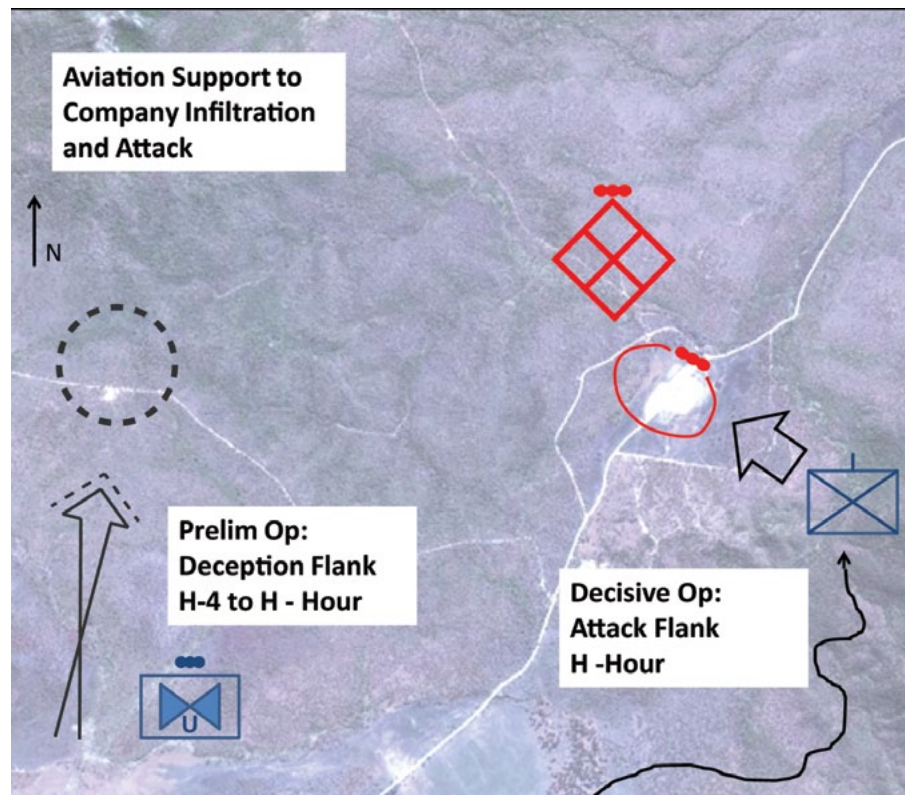 Aviation Support to
Company Infiltration
and Attack
N
Prelim Op:
Deception Flank
H-4 to H - Hour
Decisive Op:
Attack Flank
H -Hour
U